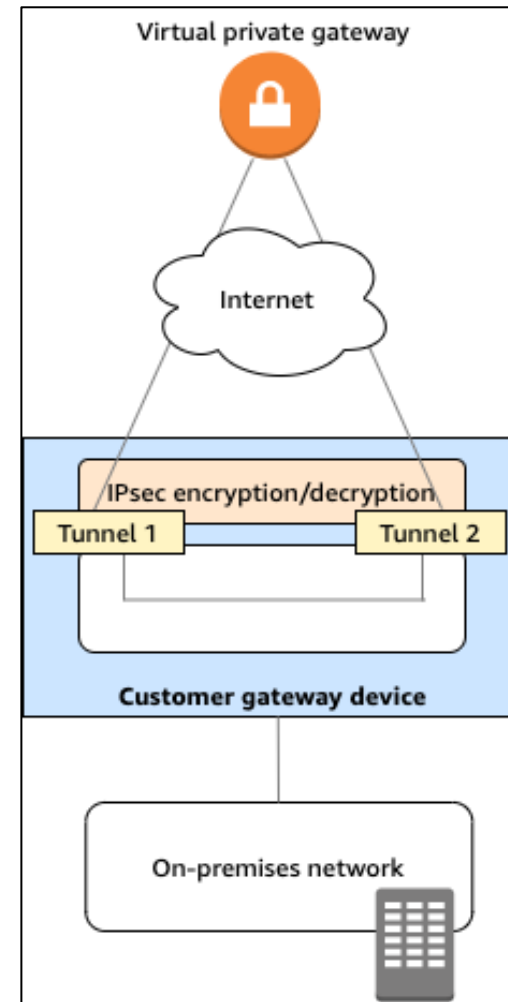 Virtual private gateway
Internet
IPsec encryption/decryption
Tunnel 1
Tunnel 2
Customer gateway device
On-premises network